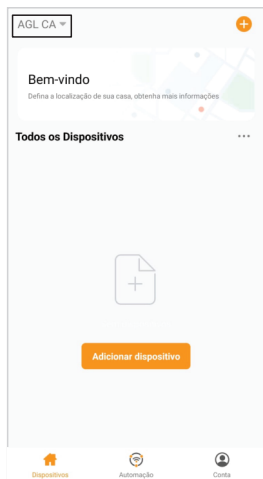 AGL CA
Bem-vindo
Defina a localização de sua casa, obtenha mais informações
Todos os Dispositivos
Adicionar dispositivo
Dispositivos
Automação
Conta